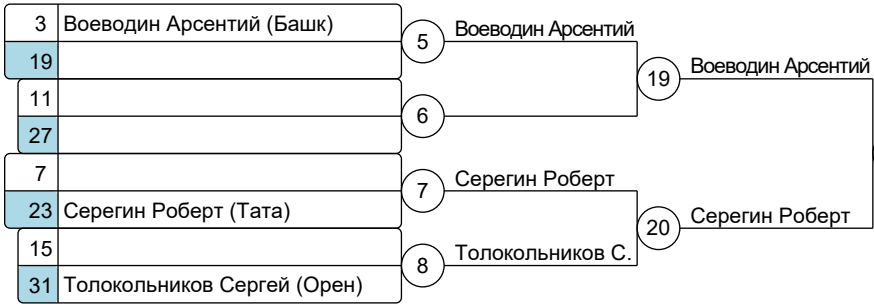 3 Воеводин Арсентий (Башк)
19
11
27
7
23 Серегин Роберт (Тата)
15
31 Толокольников Сергей (Орен)
5 Воеводин Арсентий
6
7 Серегин Роберт
8 Толокольников С.
19 Воеводин Арсентий
20 Серегин Роберт